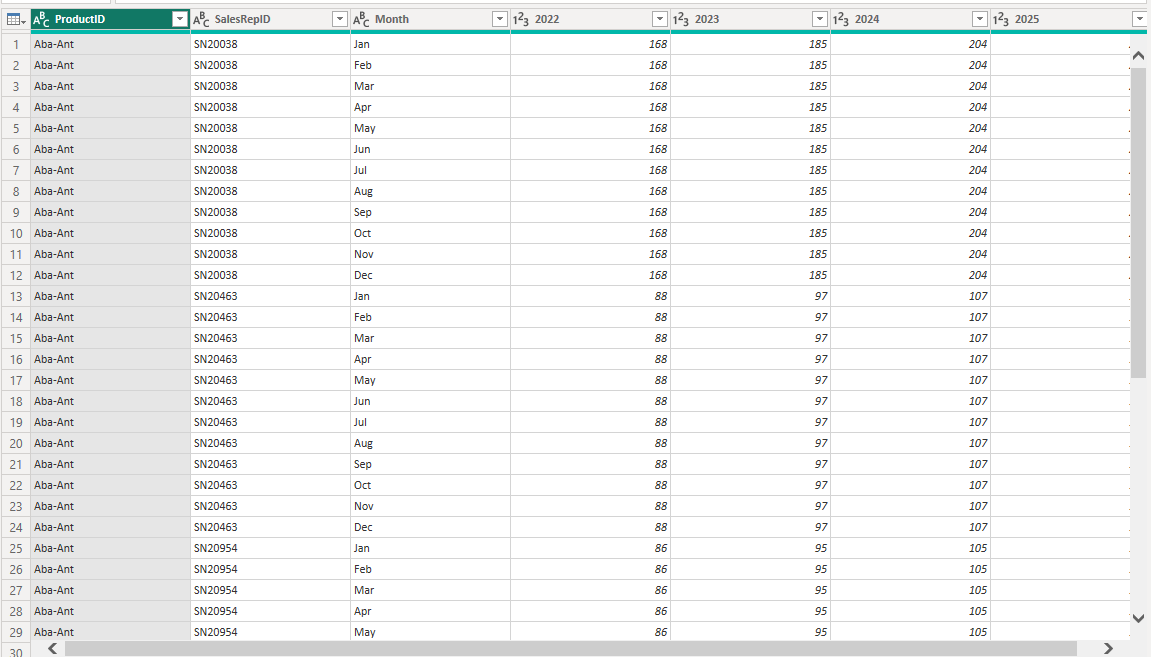 ABC ProductID ABC SalesRepID ABC Month 123 2022 123 2023 123 2024 123 2025
1 Aba-Ant SN20038 Jan 168 185 204
2 Aba-Ant SN20038 Feb 168 185 204
3 Aba-Ant SN20038 Mar 168 185 204
4 Aba-Ant SN20038 Apr 168 185 204
5 Aba-Ant SN20038 May 168 185 204
6 Aba-Ant SN20038 Jun 168 185 204
7 Aba-Ant SN20038 Jul 168 185 204
8 Aba-Ant SN20038 Aug 168 185 204
9 Aba-Ant SN20038 Sep 168 185 204
10 Aba-Ant SN20038 Oct 168 185 204
11 Aba-Ant SN20038 Nov 168 185 204
12 Aba-Ant SN20038 Dec 168 185 204
13 Aba-Ant SN20463 Jan 88 97 107
14 Aba-Ant SN20463 Feb 88 97 107
15 Aba-Ant SN20463 Mar 88 97 107
16 Aba-Ant SN20463 Apr 88 97 107
17 Aba-Ant SN20463 May 88 97 107
18 Aba-Ant SN20463 Jun 88 97 107
19 Aba-Ant SN20463 Jul 88 97 107
20 Aba-Ant SN20463 Aug 88 97 107
21 Aba-Ant SN20463 Sep 88 97 107
22 Aba-Ant SN20463 Oct 88 97 107
23 Aba-Ant SN20463 Nov 88 97 107
24 Aba-Ant SN20463 Dec 88 97 107
25 Aba-Ant SN20954 Jan 86 95 105
26 Aba-Ant SN20954 Feb 86 95 105
27 Aba-Ant SN20954 Mar 86 95 105
28 Aba-Ant SN20954 Apr 86 95 105
29 Aba-Ant SN20954 May 86 95 105
30